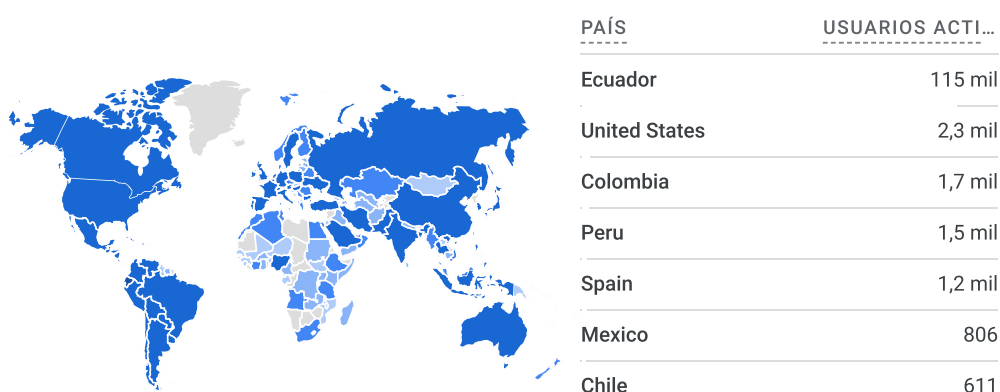 PAÍS USUARIOS ACTI...
Ecuador 115 mil
United States 2,3 mil
Colombia 1,7 mil
Peru 1,5 mil
Spain 1,2 mil
Mexico 806
Chile 611